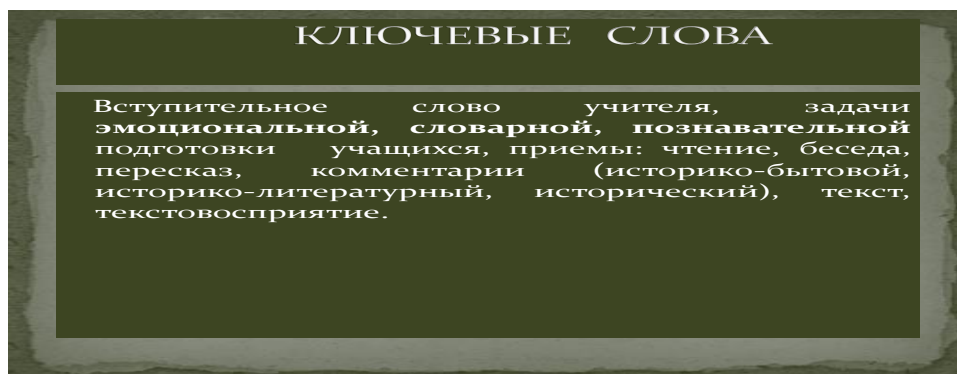 КЛЮЧЕВЫЕ СЛОВА
Вступительное слово учителя, задачи
эмоциональной, словарной, познавательной
подготовки учащихся, приемы: чтение, беседа,
пересказ, комментарии (историко-бытовой,
историко-литературный, исторический), текст,
текстовосприятие.